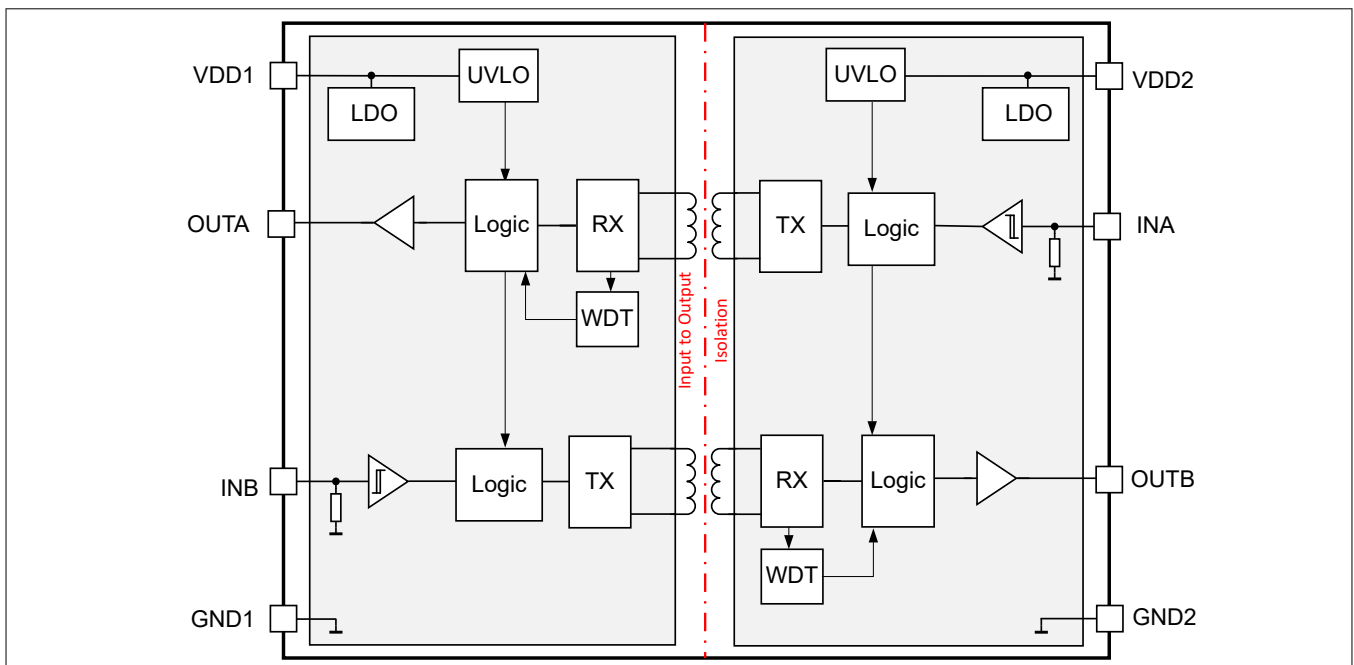 VDD1
UVLO
LDO
UVLO
LDO
VDD2
OUTA
Logic
RX
TX
Logic
INA
WDT
Input to Output
Isolation
INB
Logic
TX
RX
Logic
OUTB
WDT
GND1
GND2